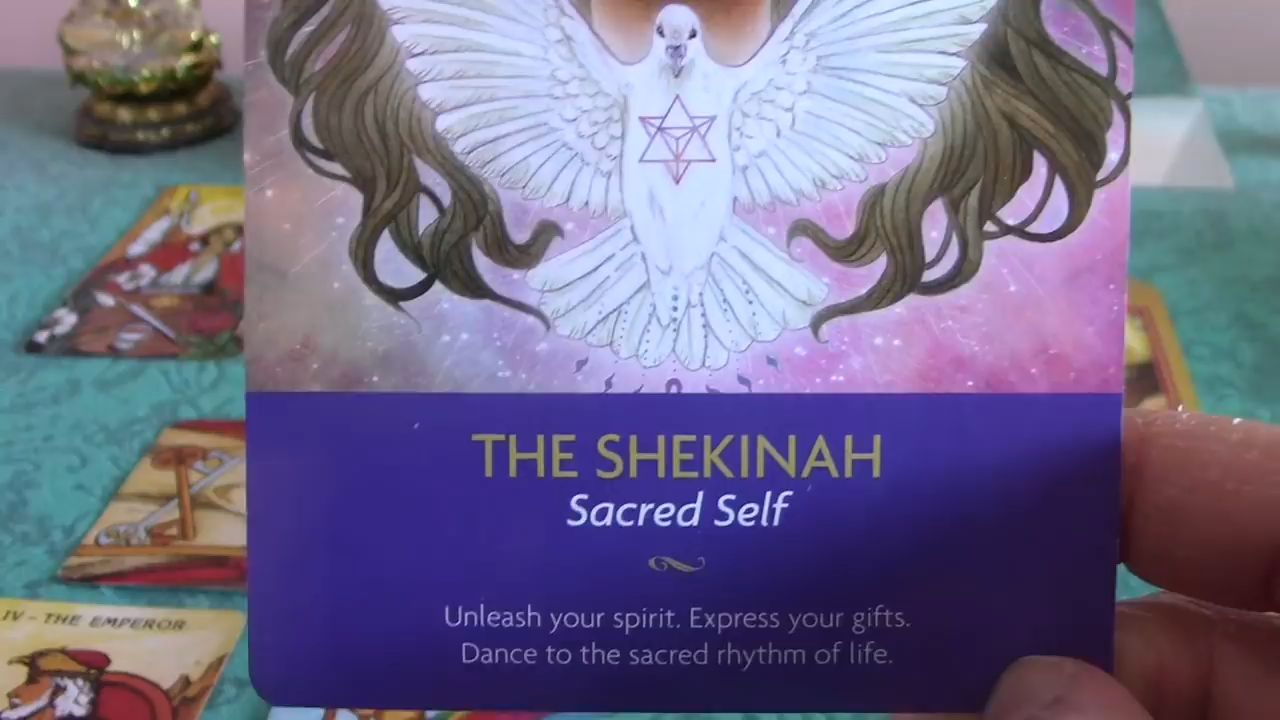 THE SHEKINAH
Sacred Self
Unleash your spirit. Express your gifts.
Dance to the sacred rhythm of life.
IV - THE EMPEROR